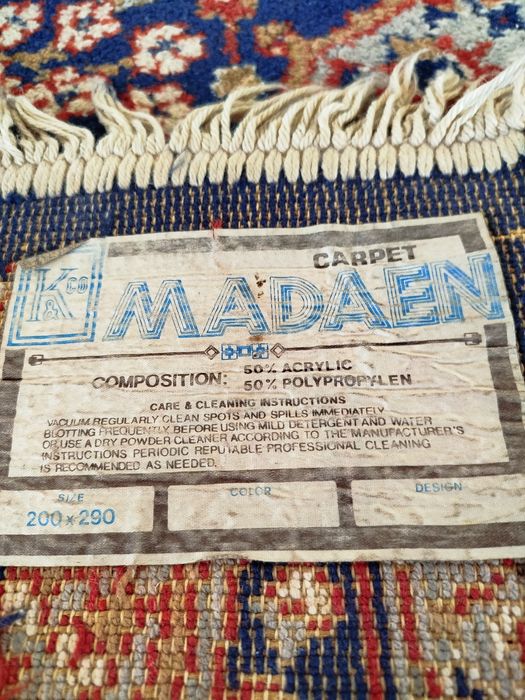 K&CO
CARPET
MADAEN
COMPOSITION: 50% ACRYLIC
50% POLYPROPYLEN
CARE & CLEANING INSTRUCTIONS
VACUUM REGULARLY CLEAN SPOTS AND SPILLS IMMEDIATELY
BLOTTING FREQUENTLY. BEFORE USING MILD DETERGENT AND WATER
OR USE A DRY POWDER CLEANER ACCORDING TO THE MANUFACTURER'S
INSTRUCTIONS PERIODIC REPUTABLE PROFESSIONAL CLEANING
IS RECOMMENDED AS NEEDED.
SIZE COLOR DESIGN
200x290